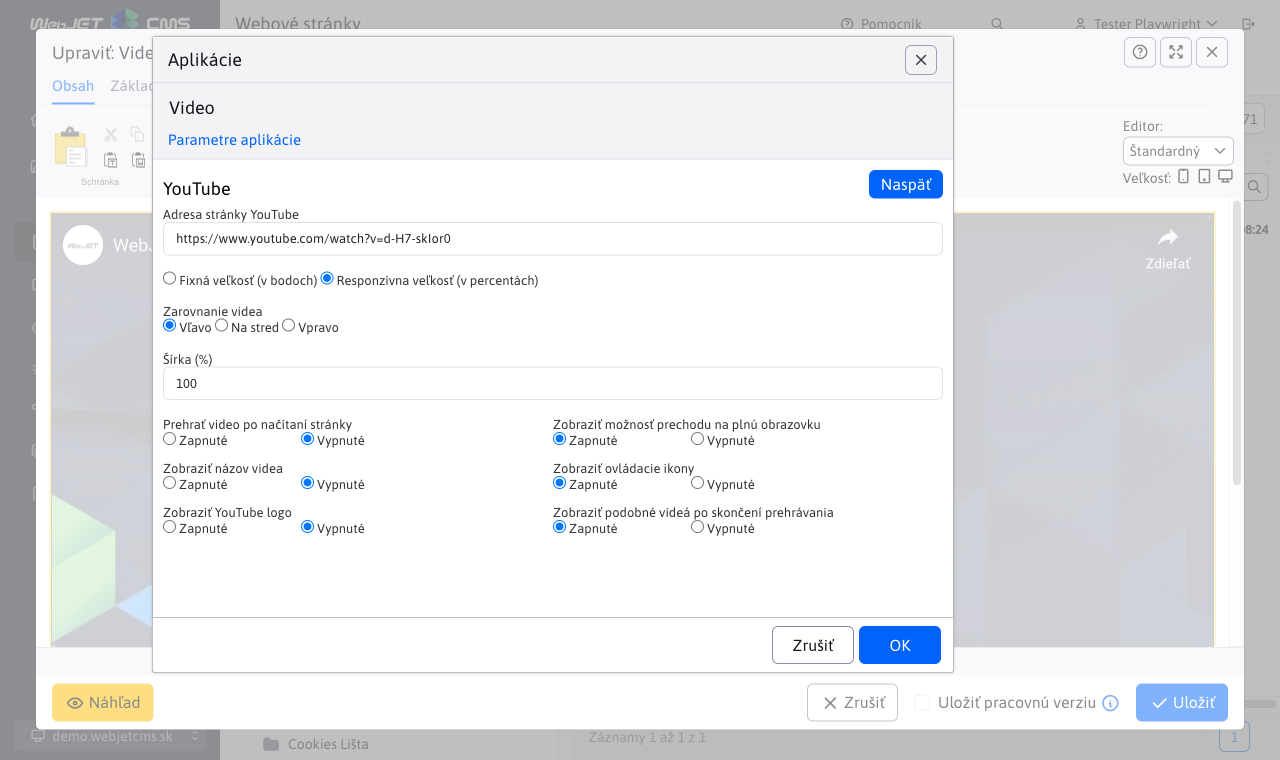 WebJET CMS
Webové stránky
Pomocník
Tester Playwright
Upraviť: Vide
Obsah
Základ
Schránka
Editor:
Štandardný
Veľkosť:
71
08:24
WebJ
Zdieľať
Aplikácie
Video
Parametre aplikácie
YouTube
Naspäť
Adresa stránky YouTube
https://www.youtube.com/watch?v=d-H7-skIor0
Fixná veľkosť (v bodoch) Responzívna veľkosť (v percentách)
Zarovnanie videa
Vľavo Na stred Vpravo
Šírka (%)
100
Prehrať video po načítaní stránky
Zapnuté Vypnuté
Zobraziť možnosť prechodu na plnú obrazovku
Zapnuté Vypnuté
Zobraziť názov videa
Zapnuté Vypnuté
Zobraziť ovládacie ikony
Zapnuté Vypnuté
Zobraziť YouTube logo
Zapnuté Vypnuté
Zobraziť podobné videá po skončení prehrávania
Zapnuté Vypnuté
Zrušiť
OK
Náhľad
Zrušiť
Uložiť pracovnú verziu
Uložiť
demo.webjetcms.sk
Cookies Lišta
Záznamy 1 až 1 z 1
1